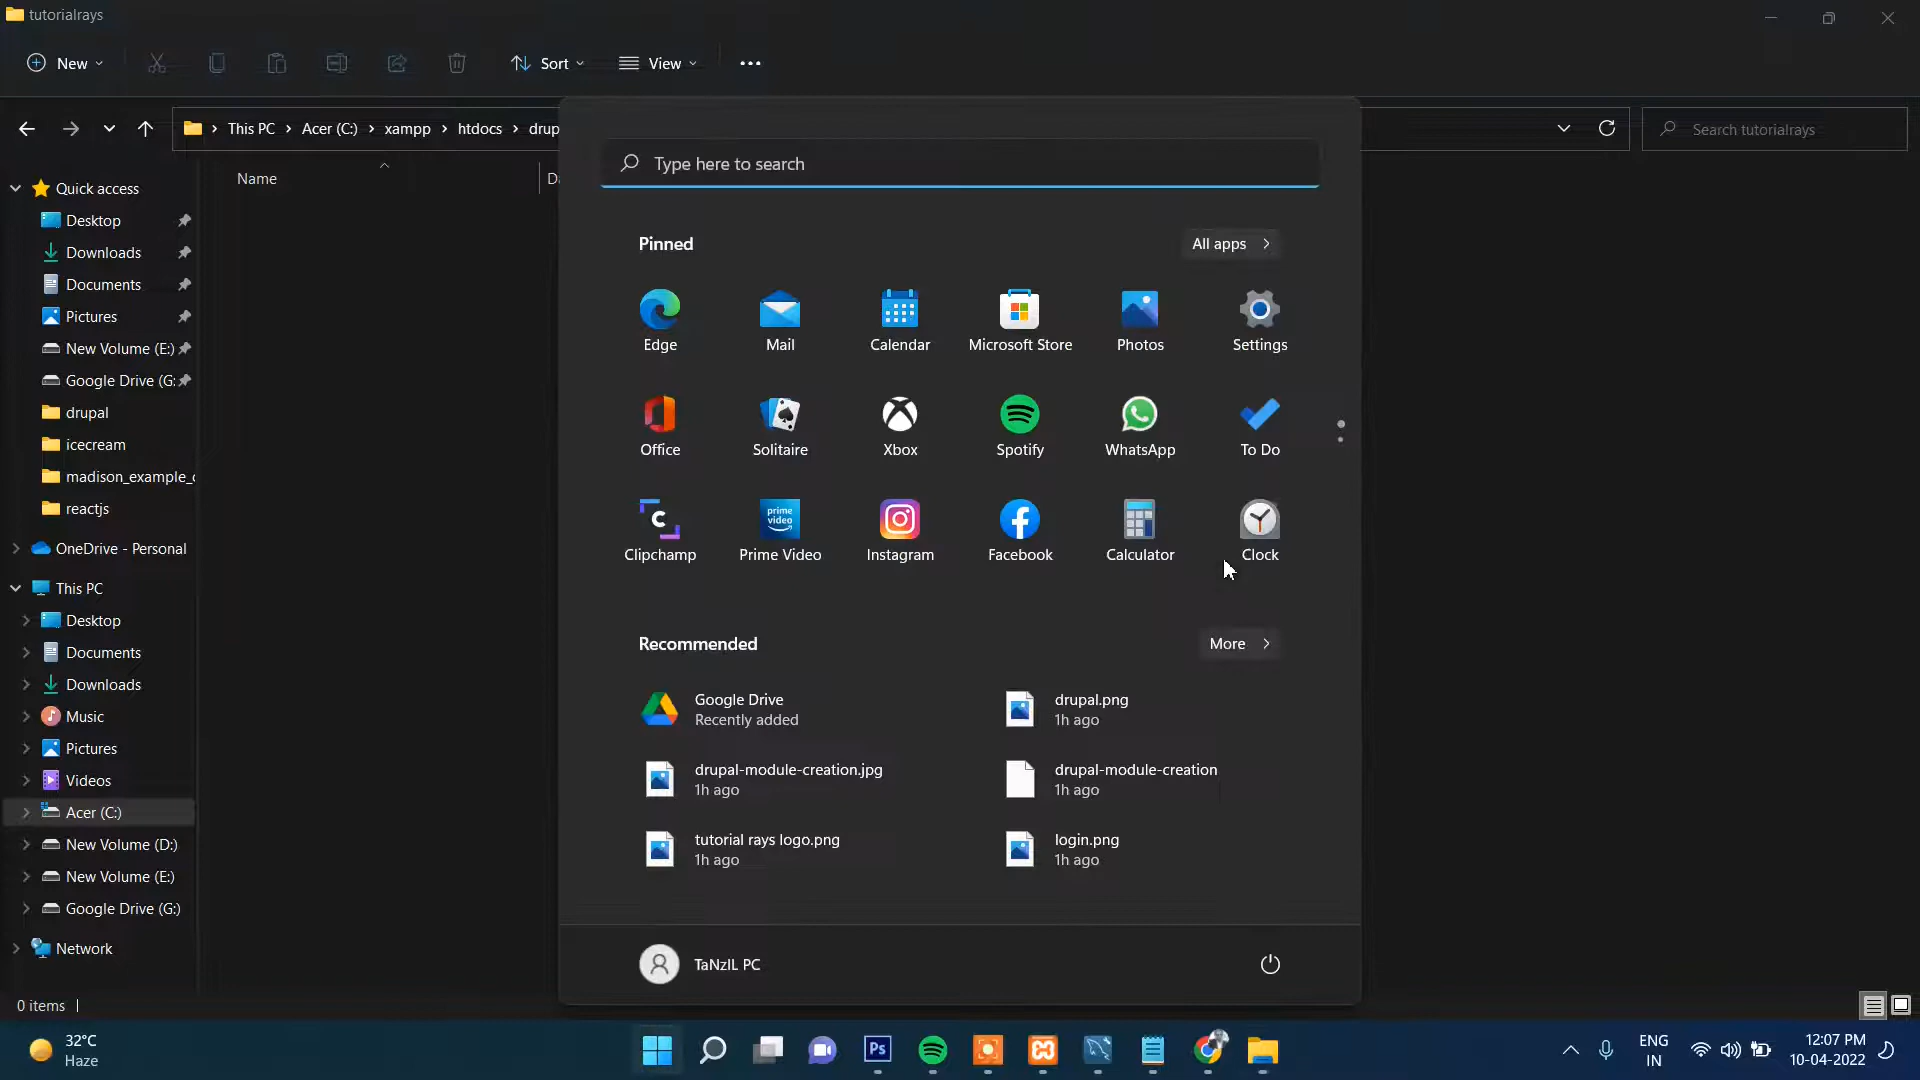 tutorialrays
New
Sort
View
This PC
Acer (C:)
xampp
htdocs
drup
Search tutorialrays
Name
D
Quick access
Desktop
Downloads
Documents
Pictures
New Volume (E:)
Google Drive (G:
drupal
icecream
madison_example_c
reactjs
OneDrive - Personal
This PC
Desktop
Documents
Downloads
Music
Pictures
Videos
Acer (C:)
New Volume (D:)
New Volume (E:)
Google Drive (G:)
Network
0 items
Type here to search
Pinned
All apps
Edge
Mail
Calendar
Microsoft Store
Photos
Settings
Office
Solitaire
Xbox
Spotify
WhatsApp
To Do
Clipchamp
prime
video
Prime Video
Instagram
Facebook
Calculator
Clock
Recommended
More
Google Drive
Recently added
drupal.png
1h ago
drupal-module-creation.jpg
1h ago
drupal-module-creation
1h ago
tutorial rays logo.png
1h ago
login.png
1h ago
TaNzIL PC
32°C
Haze
Ps
ENG
IN
12:07 PM
10-04-2022